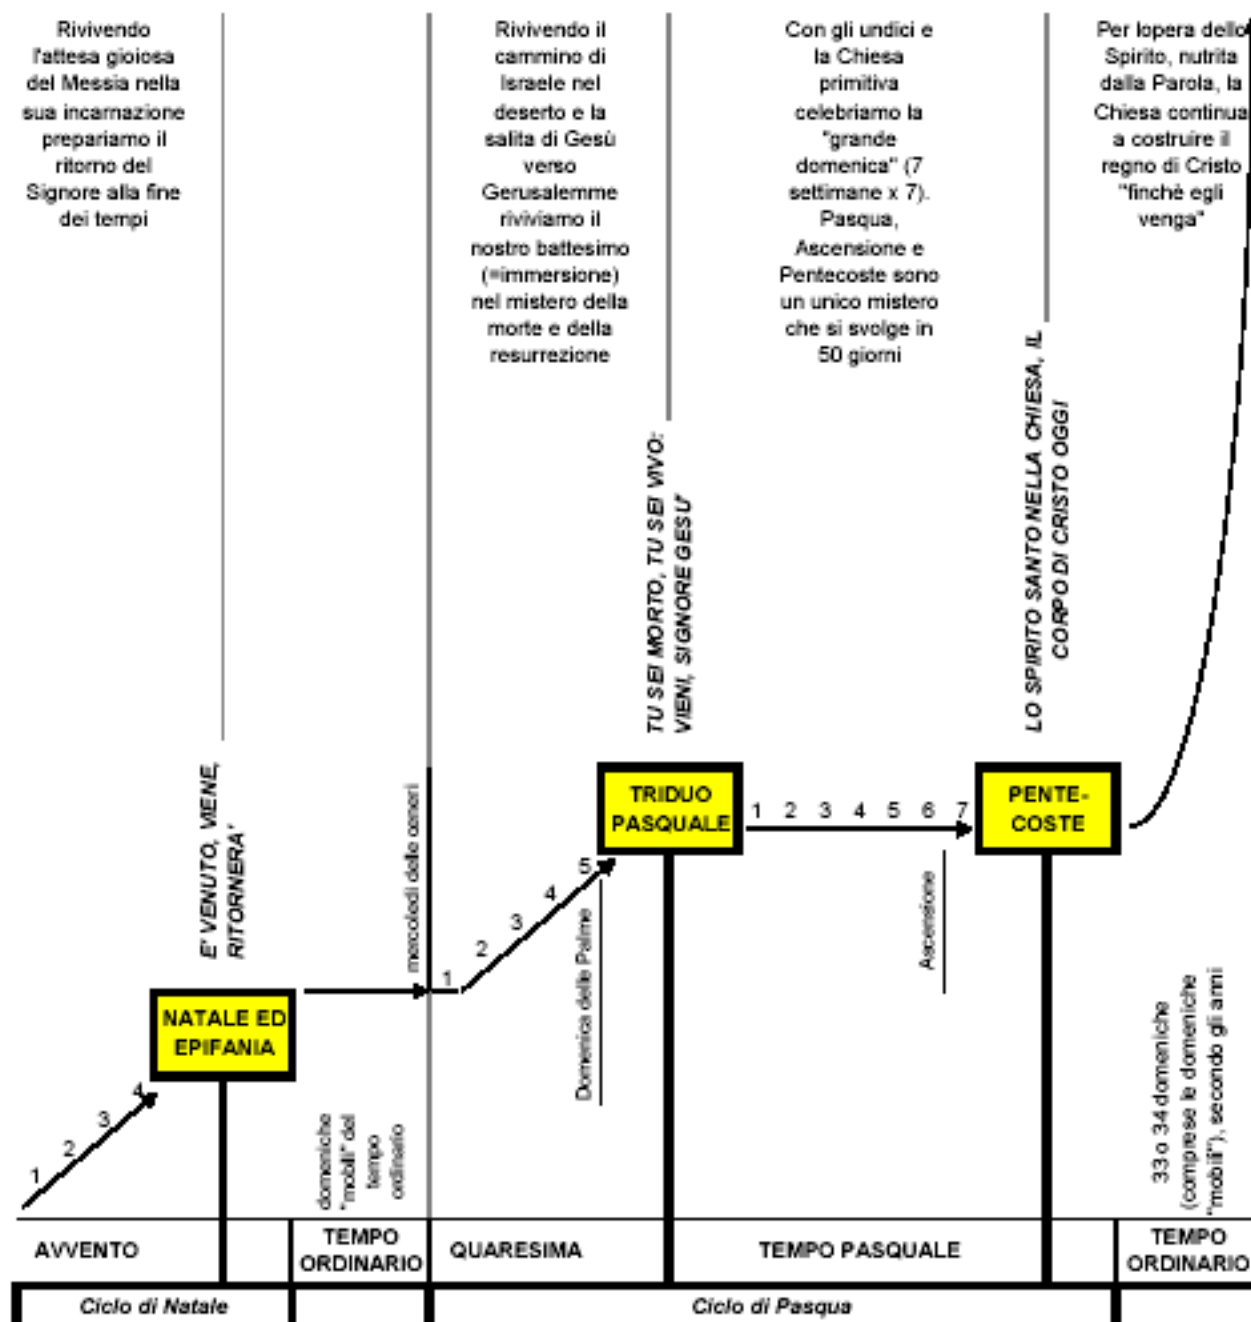 Rivivendo
l'attesa gioiosa
del Messia nella
sua incarnazione
prepariamo il
ritorno del
Signore alla fine
dei tempi
Rivivendo il
cammino di
Israele nel
deserto e la
salita di Gesù
verso
Gerusalemme
riviviamo il
nostro battesimo
(=immersione)
nel mistero della
morte e della
resurrezione
Con gli undici e
la Chiesa
primitiva
celebriamo la
"grande
domenica" (7
settimane x 7).
Pasqua,
Ascensione e
Pentecoste sono
un unico mistero
che si svolge in
50 giorni
Per lopera dello
Spirito, nutrita
dalla Parola, la
Chiesa continua
a costruire il
regno di Cristo
"finchè egli
venga"
E' VENUTO, VIENE,
RITORNERA'
mercoledi delle ceneri
TU SEI MORTO, TU SEI VIVO:
VIENI, SIGNORE GESU'
LO SPIRITO SANTO NELLA CHIESA, IL
CORPO DI CRISTO OGGI
TRIDUO
PASQUALE
1 2 3 4 5 6 7
PENTE-
COSTE
1 2 3 4 5
Domenica delle Palme
Ascensione
NATALE ED
EPIFANIA
1 2 3 4
domeniche
"mobili" del
tempo
ordinario
33 o 34 domeniche
(comprese le domeniche
"mobili"), secondo gli anni
AVVENTO
TEMPO
ORDINARIO
QUARESIMA
TEMPO PASQUALE
TEMPO
ORDINARIO
Ciclo di Natale
Ciclo di Pasqua